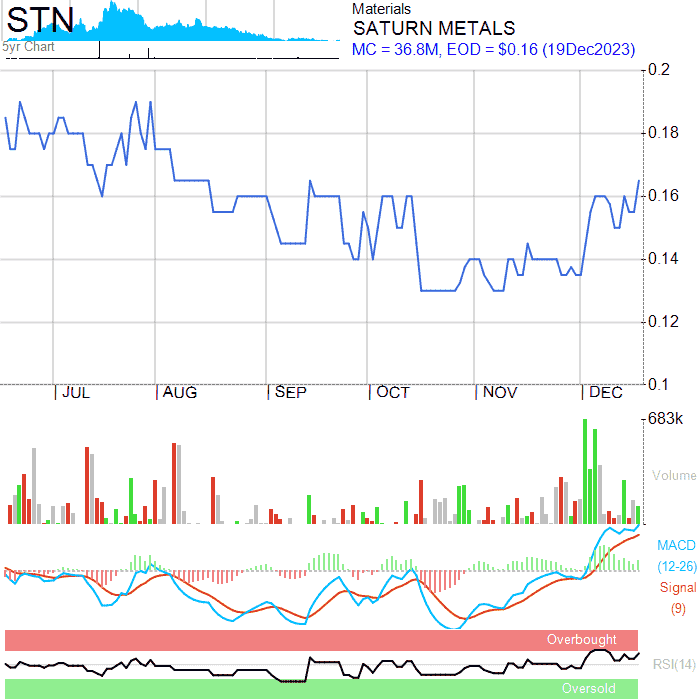 STN
5yr Chart
Materials
SATURN METALS
MC = 36.8M, EOD = $0.16 (19Dec2023)
0.2
0.18
0.16
0.14
0.12
0.1
JUL AUG SEP OCT NOV DEC
683k
Volume
MACD
(12-26)
Signal
(9)
Overbought
RSI(14)
Oversold